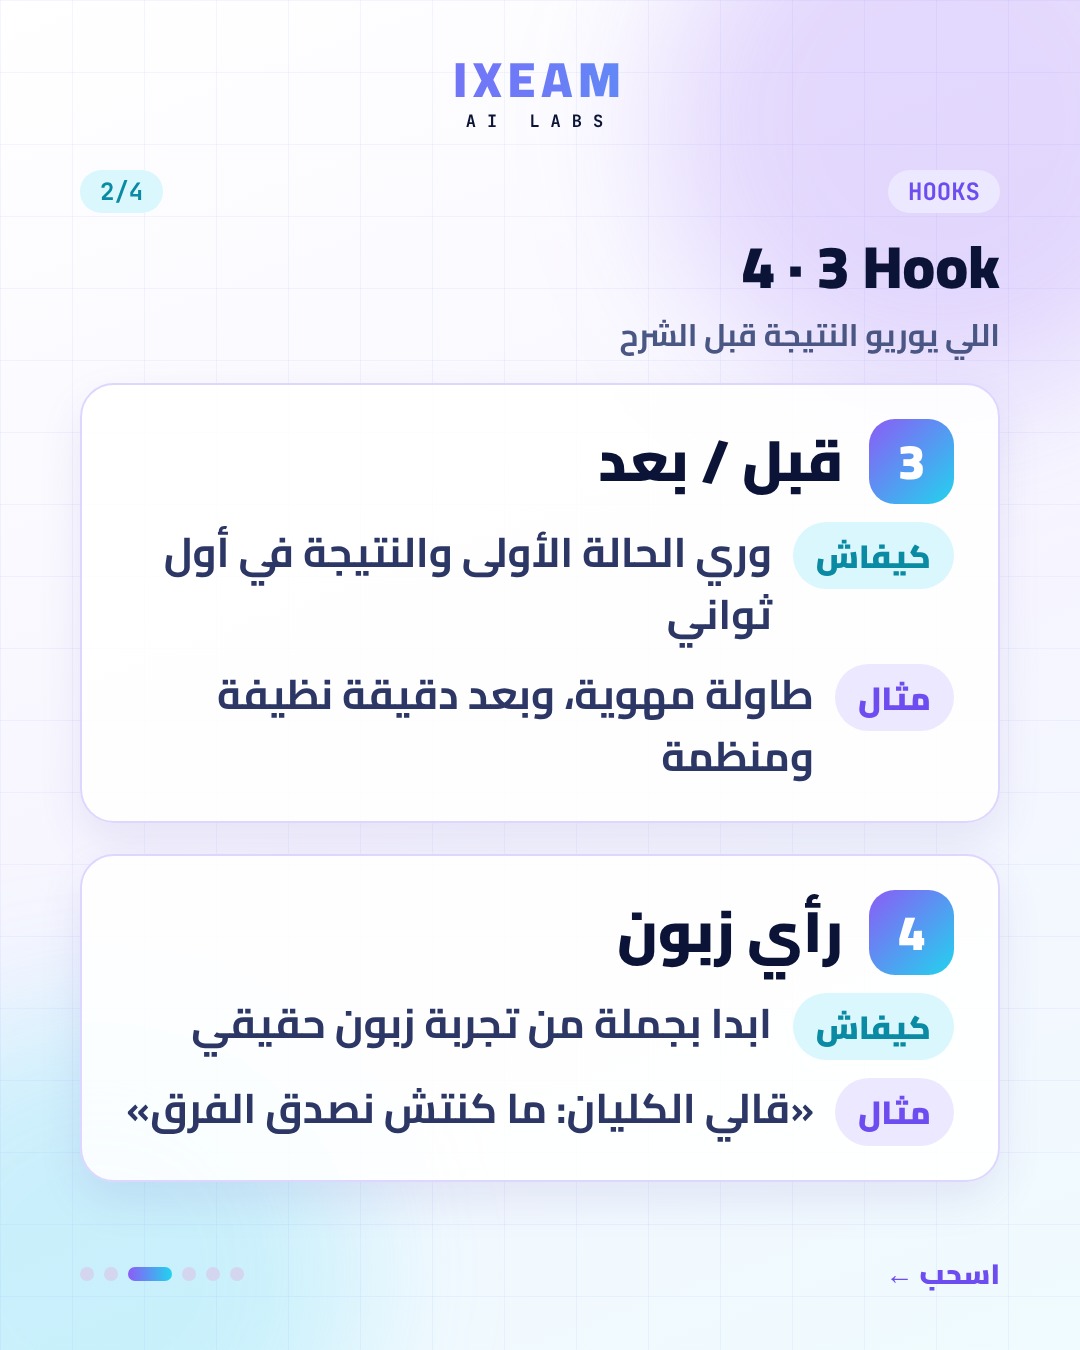 IXEAM
AI LABS
HOOKS
2/4
4 · 3 Hook
اللي يوريو النتيجة قبل الشرح
3
قبل / بعد
كيفاش
وري الحالة الأولى والنتيجة في أول
ثواني
مثال
طاولة مهوية، وبعد دقيقة نظيفة
ومنظمة
4
رأي زبون
كيفاش
ابدا بجملة من تجربة زبون حقيقي
مثال
«قالي الكليان: ما كنتش نصدق الفرق»
اسحب ←